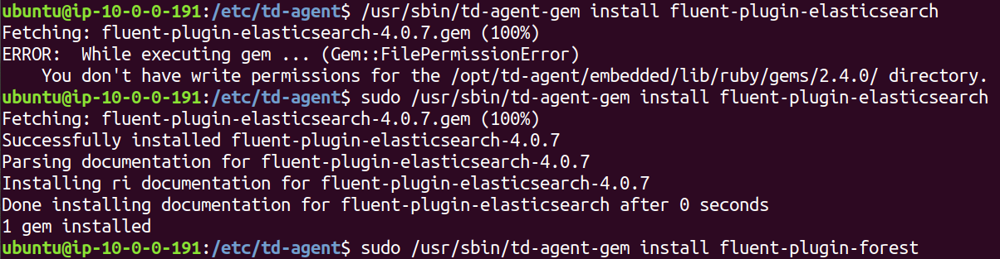 ubuntu@ip-10-0-0-191:/etc/td-agent$ /usr/sbin/td-agent-gem install fluent-plugin-elasticsearch
Fetching: fluent-plugin-elasticsearch-4.0.7.gem (100%)
ERROR:  While executing gem ... (Gem::FilePermissionError)
    You don't have write permissions for the /opt/td-agent/embedded/lib/ruby/gems/2.4.0/ directory.
ubuntu@ip-10-0-0-191:/etc/td-agent$ sudo /usr/sbin/td-agent-gem install fluent-plugin-elasticsearch
Fetching: fluent-plugin-elasticsearch-4.0.7.gem (100%)
Successfully installed fluent-plugin-elasticsearch-4.0.7
Parsing documentation for fluent-plugin-elasticsearch-4.0.7
Installing ri documentation for fluent-plugin-elasticsearch-4.0.7
Done installing documentation for fluent-plugin-elasticsearch after 0 seconds
1 gem installed
ubuntu@ip-10-0-0-191:/etc/td-agent$ sudo /usr/sbin/td-agent-gem install fluent-plugin-forest